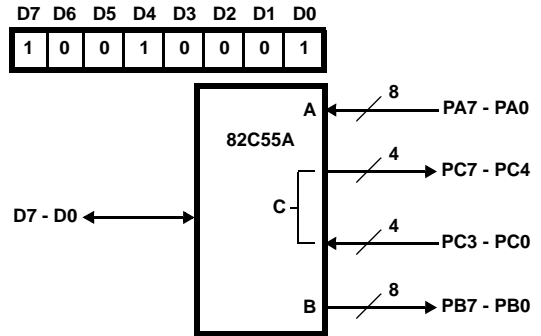 D7 D6 D5 D4 D3 D2 D1 D0
1 0 0 1 0 0 0 1
8
A
PA7 - PA0
82C55A
4
PC7 - PC4
C
D7 - D0
4
PC3 - PC0
8
B
PB7 - PB0